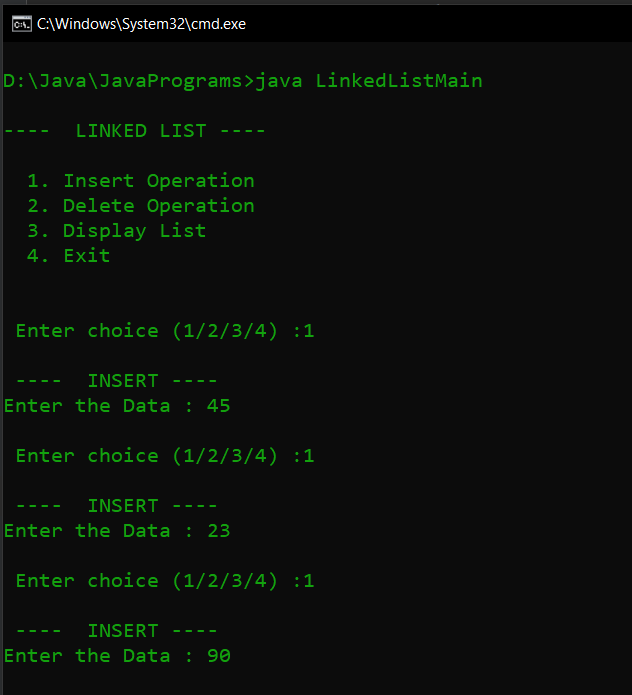 C:\Windows\System32\cmd.exe
D:\Java\JavaPrograms>java LinkedListMain
----  LINKED LIST ----
1. Insert Operation
2. Delete Operation
3. Display List
4. Exit
Enter choice (1/2/3/4) :1
----  INSERT ----
Enter the Data : 45
Enter choice (1/2/3/4) :1
----  INSERT ----
Enter the Data : 23
Enter choice (1/2/3/4) :1
----  INSERT ----
Enter the Data : 90